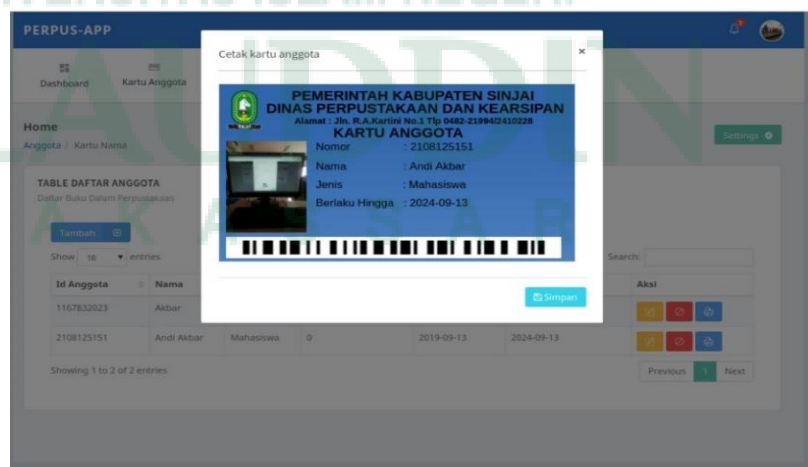 PERPUS-APP
Dashboard
Kartu Anggota
Cetak kartu anggota
×
PEMERINTAH KABUPATEN SINJAI
DINAS PERPUSTAKAAN DAN KEARSIPAN
Alamat : Jln. R.A.Kartini No.1 Tlp 0482-21994/2410228
KARTU ANGGOTA
Nomor : 2108125151
Nama : Andi Akbar
Jenis : Mahasiswa
Berlaku Hingga : 2024-09-13
Simpan
Home
Anggota / Kartu Nama
Settings
TABLE DAFTAR ANGGOTA
Daftar Buku Dalam Perpustakaan
Tambah
Show 10 entries
Search:
Id Anggota Nama Aksi
1167832023 Akbar
2108125151 Andi Akbar Mahasiswa 0 2019-09-13 2024-09-13
Showing 1 to 2 of 2 entries
Previous 1 Next